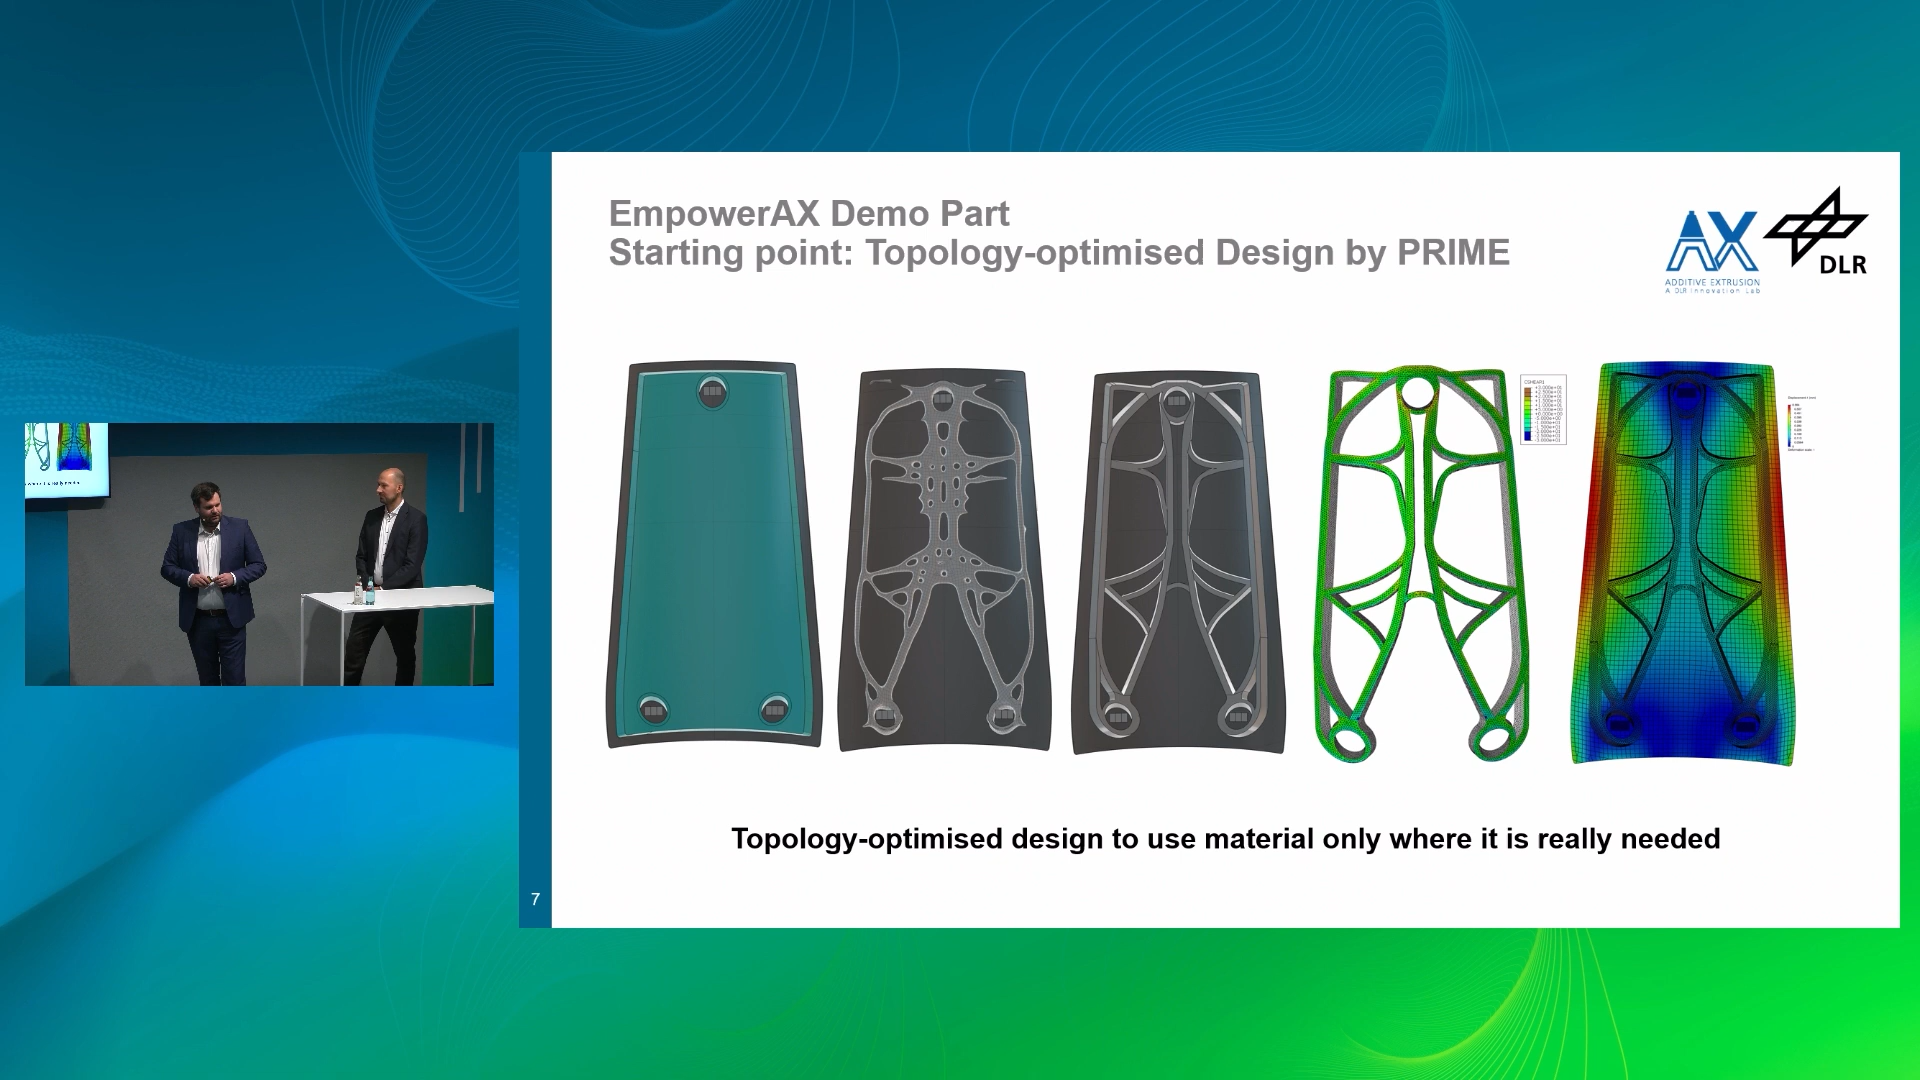 EmpowerAX Demo Part
Starting point: Topology-optimised Design by PRIME
AX
ADDITIVE EXTRUSION
A DLR Innovation Lab
DLR
Topology-optimised design to use material only where it is really needed
7